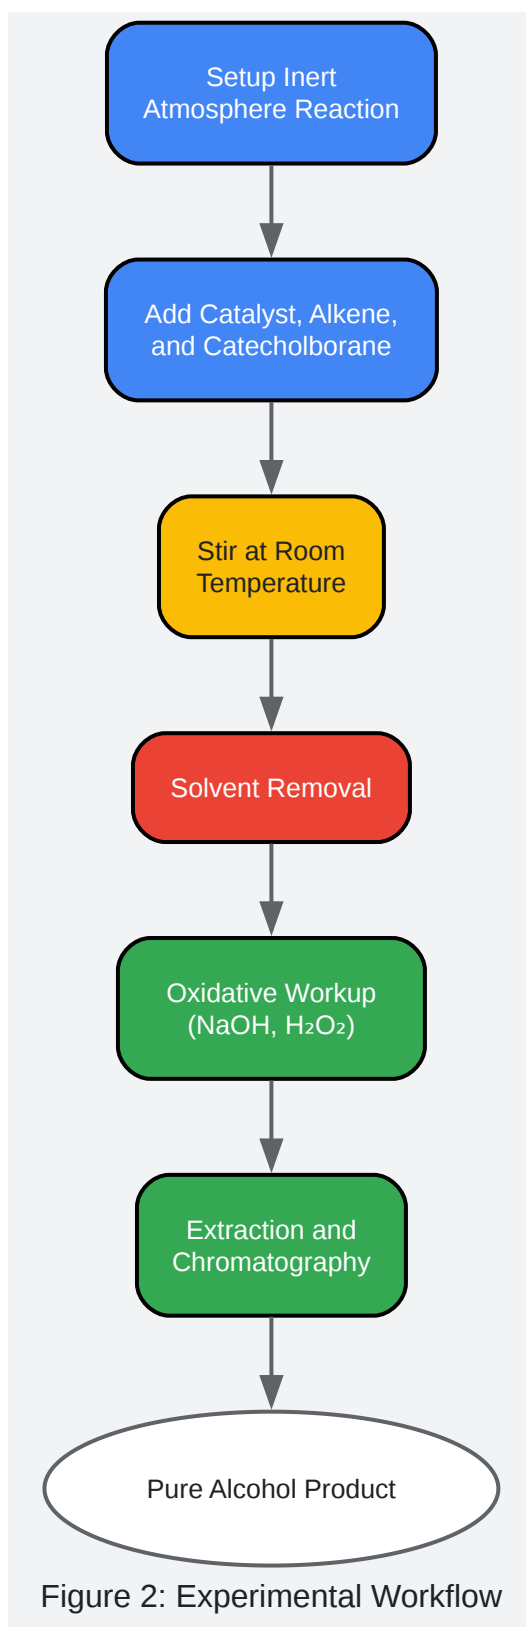 Setup Inert
Atmosphere Reaction
Add Catalyst, Alkene,
and Catecholborane
Stir at Room
Temperature
Solvent Removal
Oxidative Workup
(NaOH, H₂O₂)
Extraction and
Chromatography
Pure Alcohol Product
Figure 2: Experimental Workflow